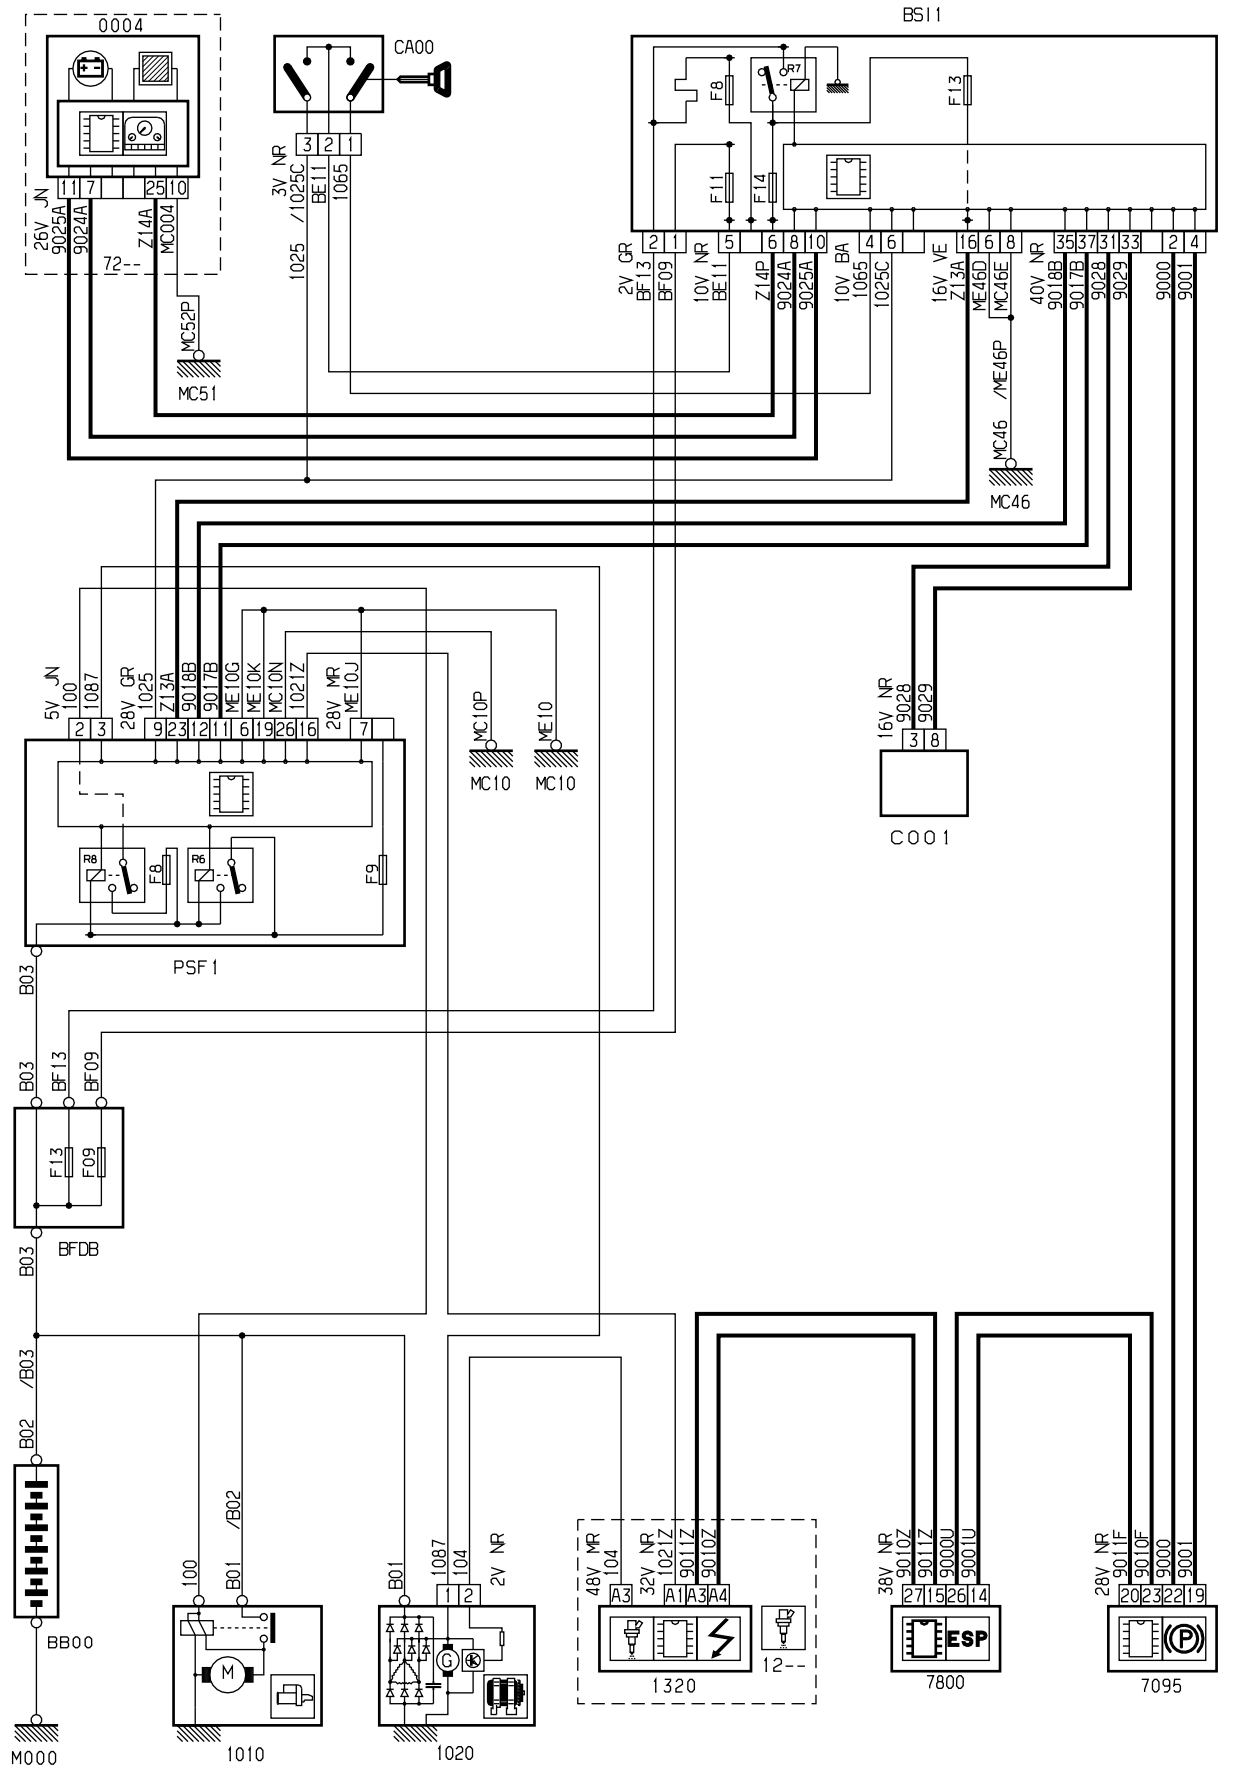 0004
CA00
BSI1
11 7 25 10
26V JN
9025A
9024A
Z14A
MC004
72--
MC52P
MC51
3 2 1
3V NR
/1025C
1025
BE11
1065
F8
R7
F13
F11
F14
2 1 5 6 8 10 4 6 16 6 8 35 37 31 33 2 4
2V GR
BF13
BF09
10V NR
BE11
Z14P
9024A
9025A
10V BA
1065
1025C
16V VE
Z13A
ME46D
MC46E
40V NR
9018B
9017B
9028
9029
9000
9001
/ME46P
MC46
MC46
5V JN
100
1087
28V GR
1025
Z13A
9018B
9017B
ME10G
ME10K
MC10N
1021Z
28V MR
ME10J
2 3 9 23 12 11 6 19 26 16 7
MC10P
MC10
ME10
MC10
16V NR
9028
9029
3 8
C001
R8
F8
R6
F9
PSF1
B03
B03
BF13
BF09
F13
F09
BFDB
B03
/B03
B02
BB00
M000
100
/B02
B01
M
1010
B01
1087
104
2V NR
1 2
G
1020
48V MR
104
32V NR
1021Z
9011Z
9010Z
A3 A1 A3 A4
1320
12--
38V NR
9010Z
9011Z
9000U
9001U
27 15 26 14
ESP
7800
28V NR
9011F
9010F
9000
9001
20 23 22 19
P
7095